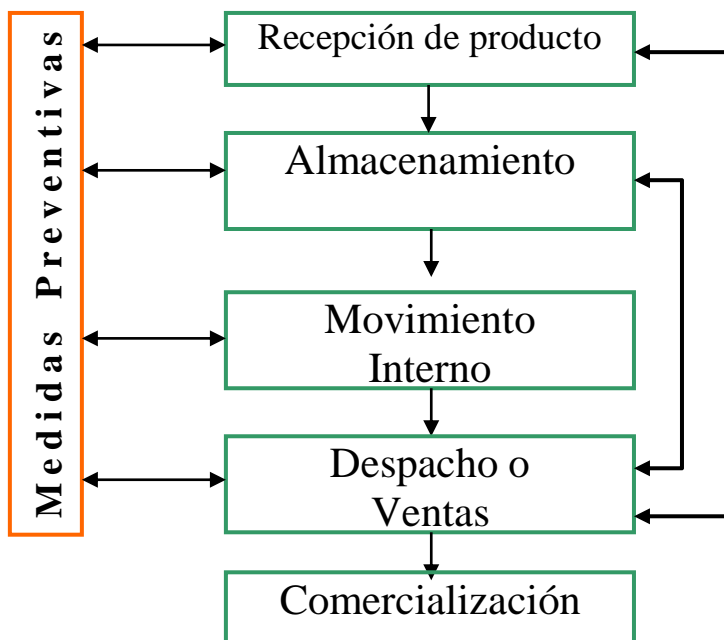 Medidas Preventivas
Recepción de producto
Almacenamiento
Movimiento
Interno
Despacho o
Ventas
Comercialización